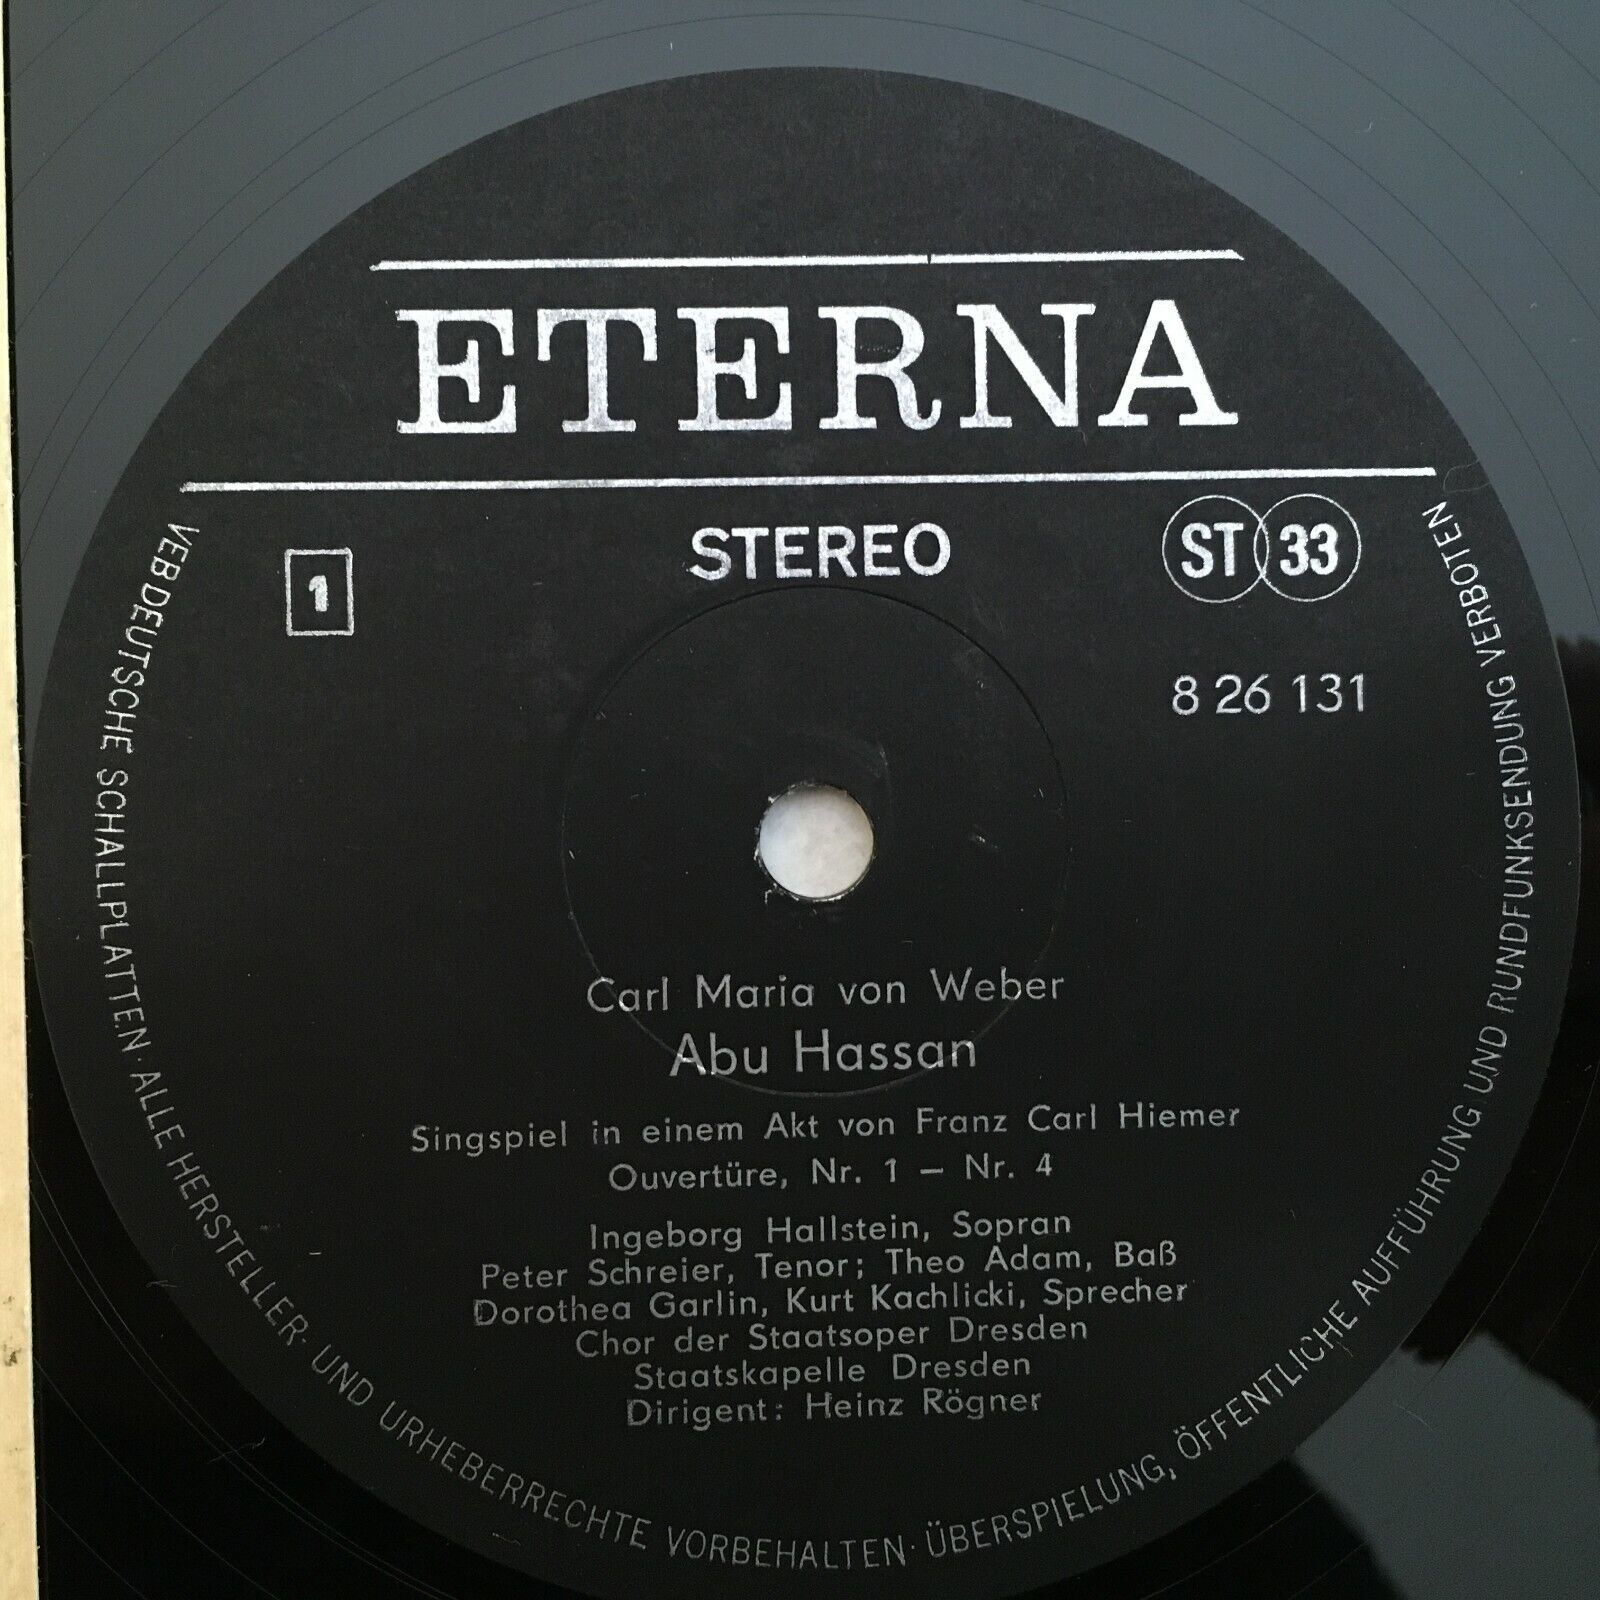 ETERNA
STEREO
ST 33
1
8 26 131
Carl Maria von Weber
Abu Hassan
Singspiel in einem Akt von Franz Carl Hiemer
Ouvertüre, Nr. 1 – Nr. 4
Ingeborg Hallstein, Sopran
Peter Schreier, Tenor; Theo Adam, Baß
Dorothea Garlin, Kurt Kachlicki, Sprecher
Chor der Staatsoper Dresden
Staatskapelle Dresden
Dirigent: Heinz Rögner
VEB DEUTSCHE SCHALLPLATTEN · ALLE HERSTELLER- UND URHEBERRECHTE VORBEHALTEN · ÜBERSPIELUNG, ÖFFENTLICHE AUFFÜHRUNG UND RUNDFUNKSENDUNG VERBOTEN